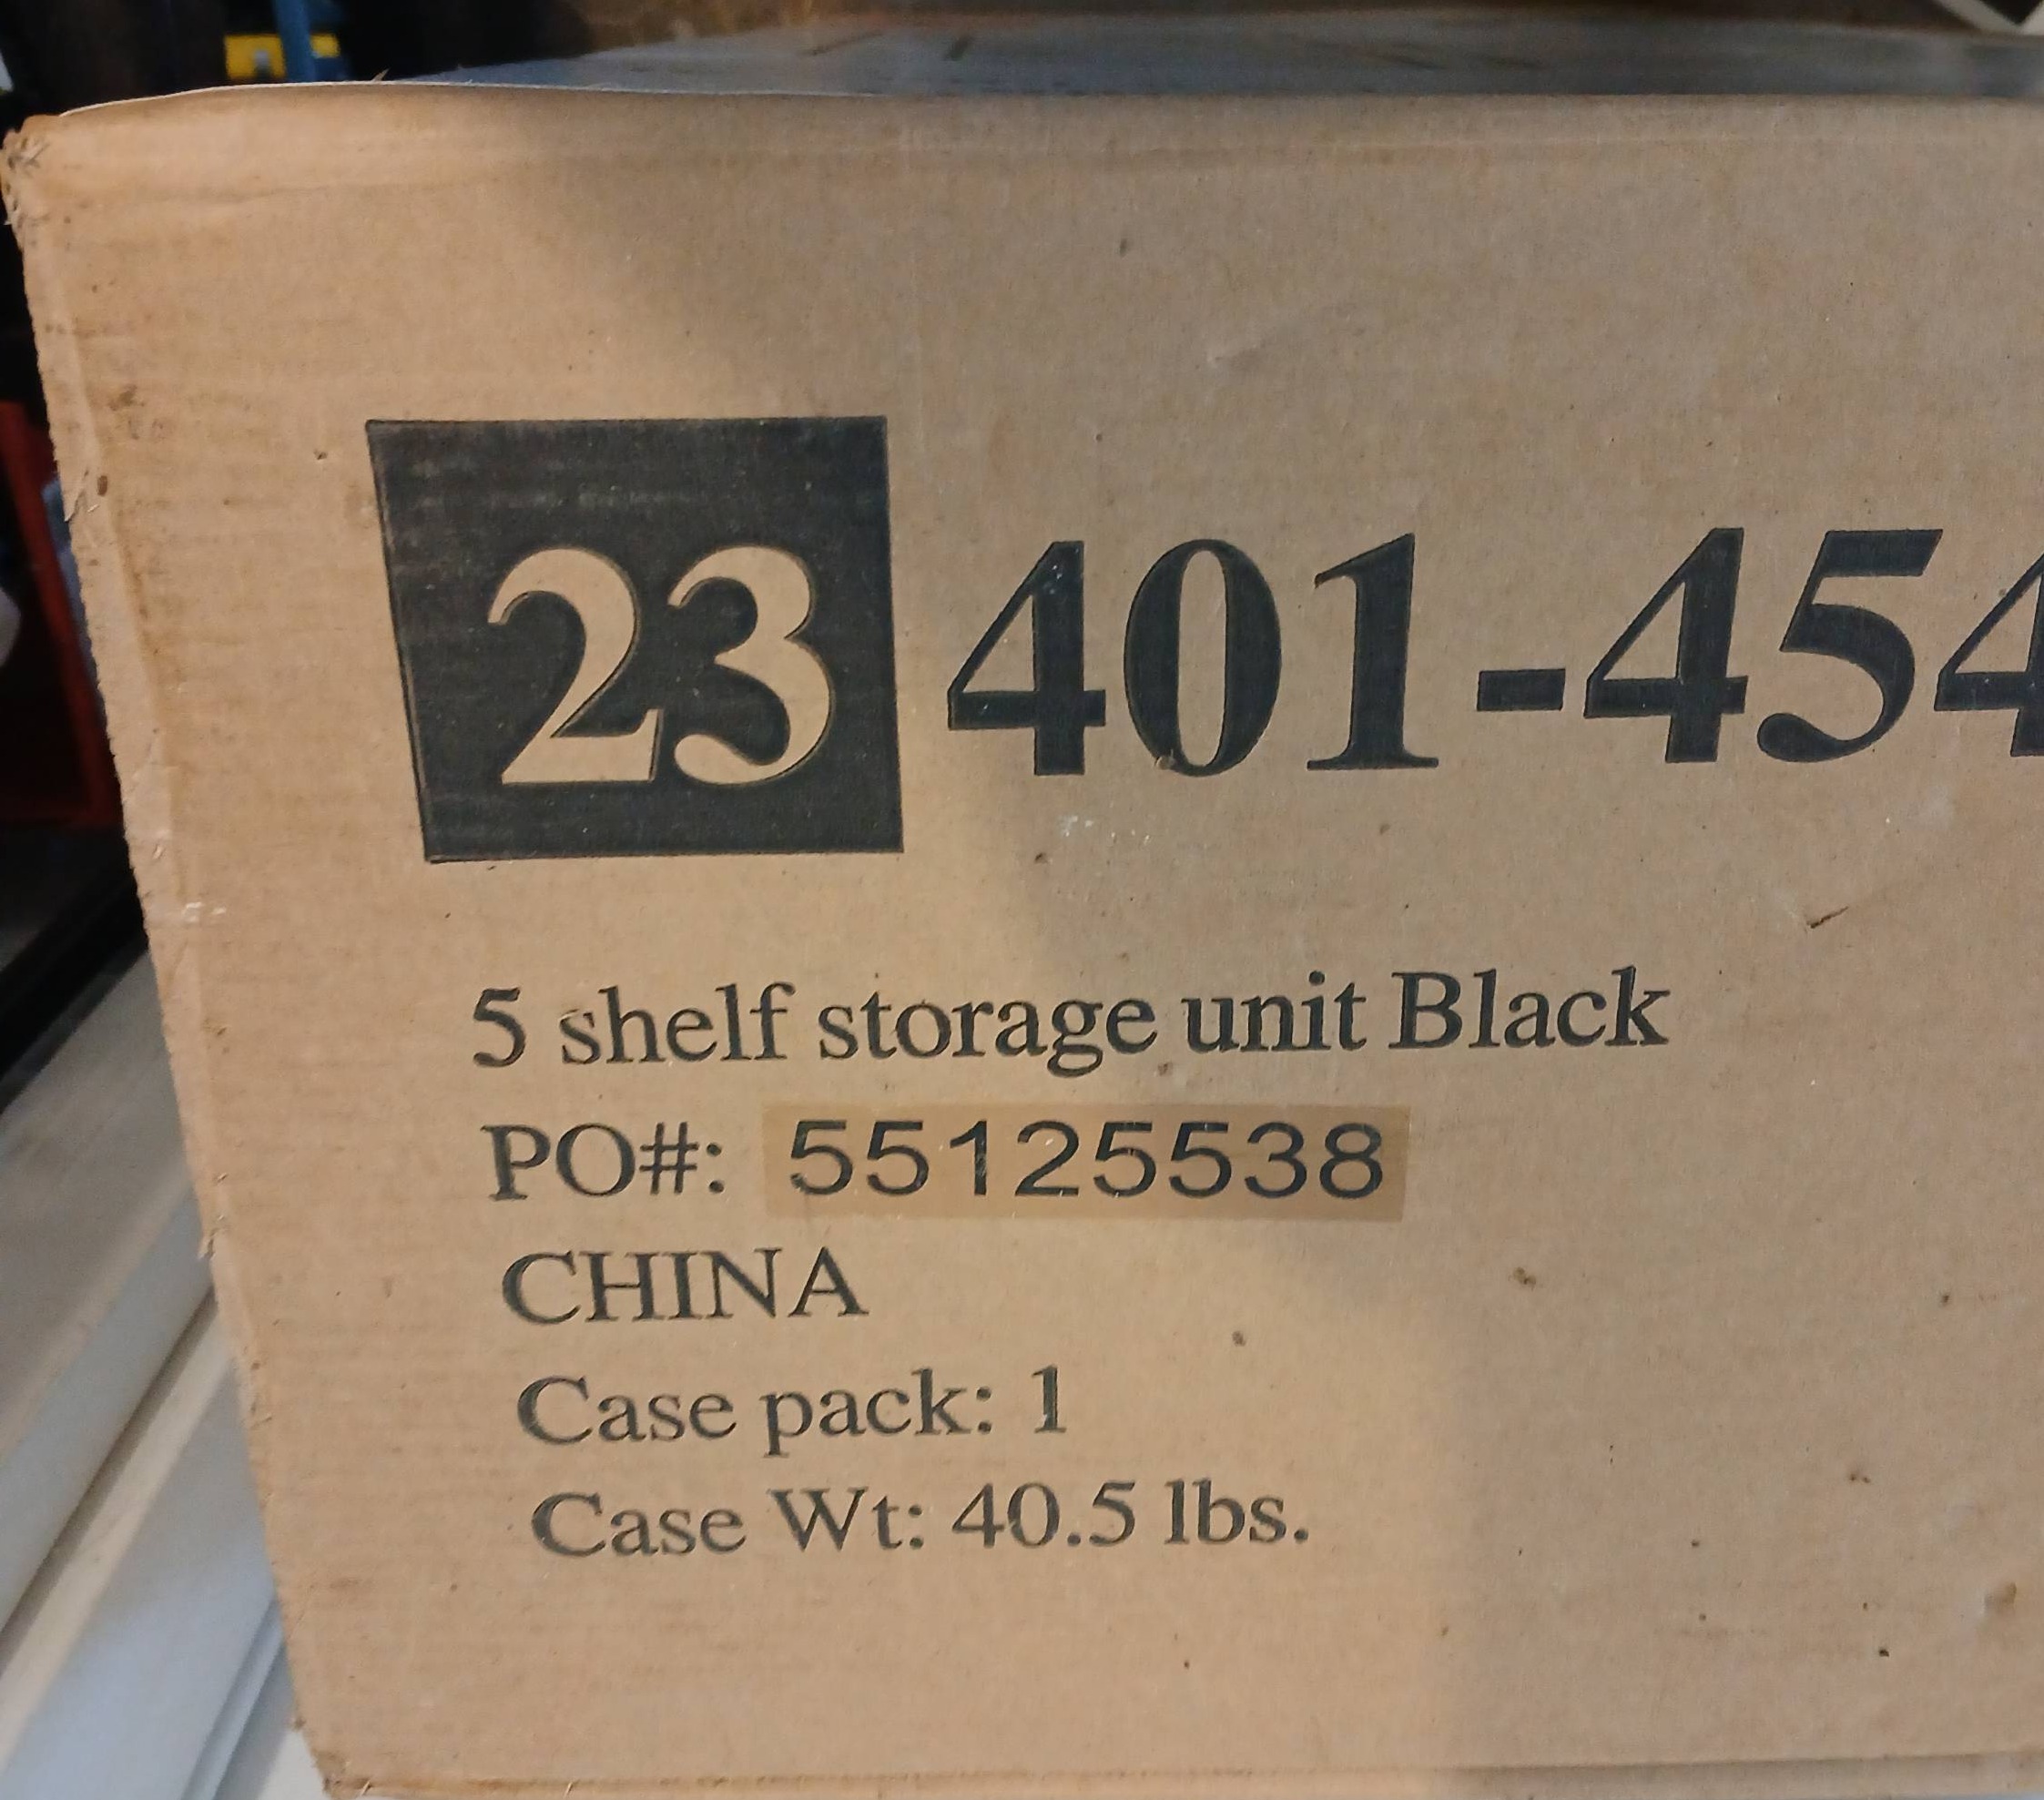 23 401-454
5 shelf storage unit Black
PO#: 55125538
CHINA
Case pack: 1
Case Wt: 40.5 lbs.